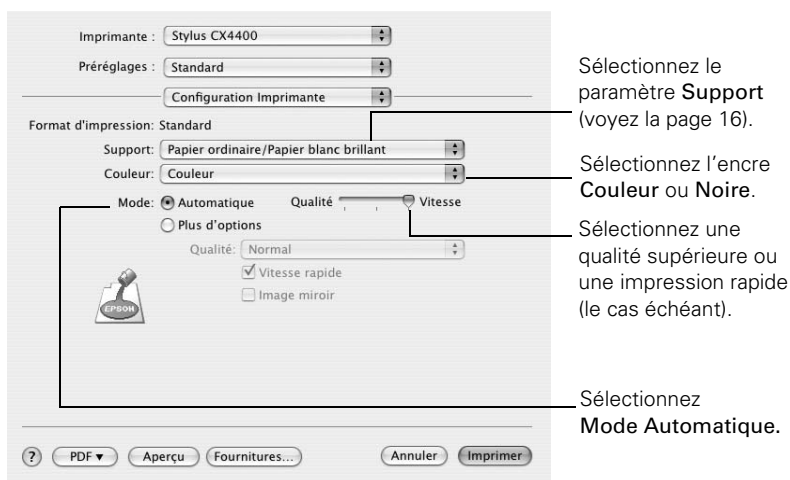 Imprimante : Stylus CX4400
Préréglages : Standard
Configuration Imprimante
Format d'impression: Standard
Support: Papier ordinaire/Papier blanc brillant
Couleur: Couleur
Mode: Automatique Qualité Vitesse
Plus d'options
Qualité: Normal
Vitesse rapide
Image miroir
EPSON
? PDF▼ Aperçu Fournitures... Annuler Imprimer
Sélectionnez le
paramètre Support
(voyez la page 16).
Sélectionnez l’encre
Couleur ou Noire.
Sélectionnez une
qualité supérieure ou
une impression rapide
(le cas échéant).
Sélectionnez
Mode Automatique.